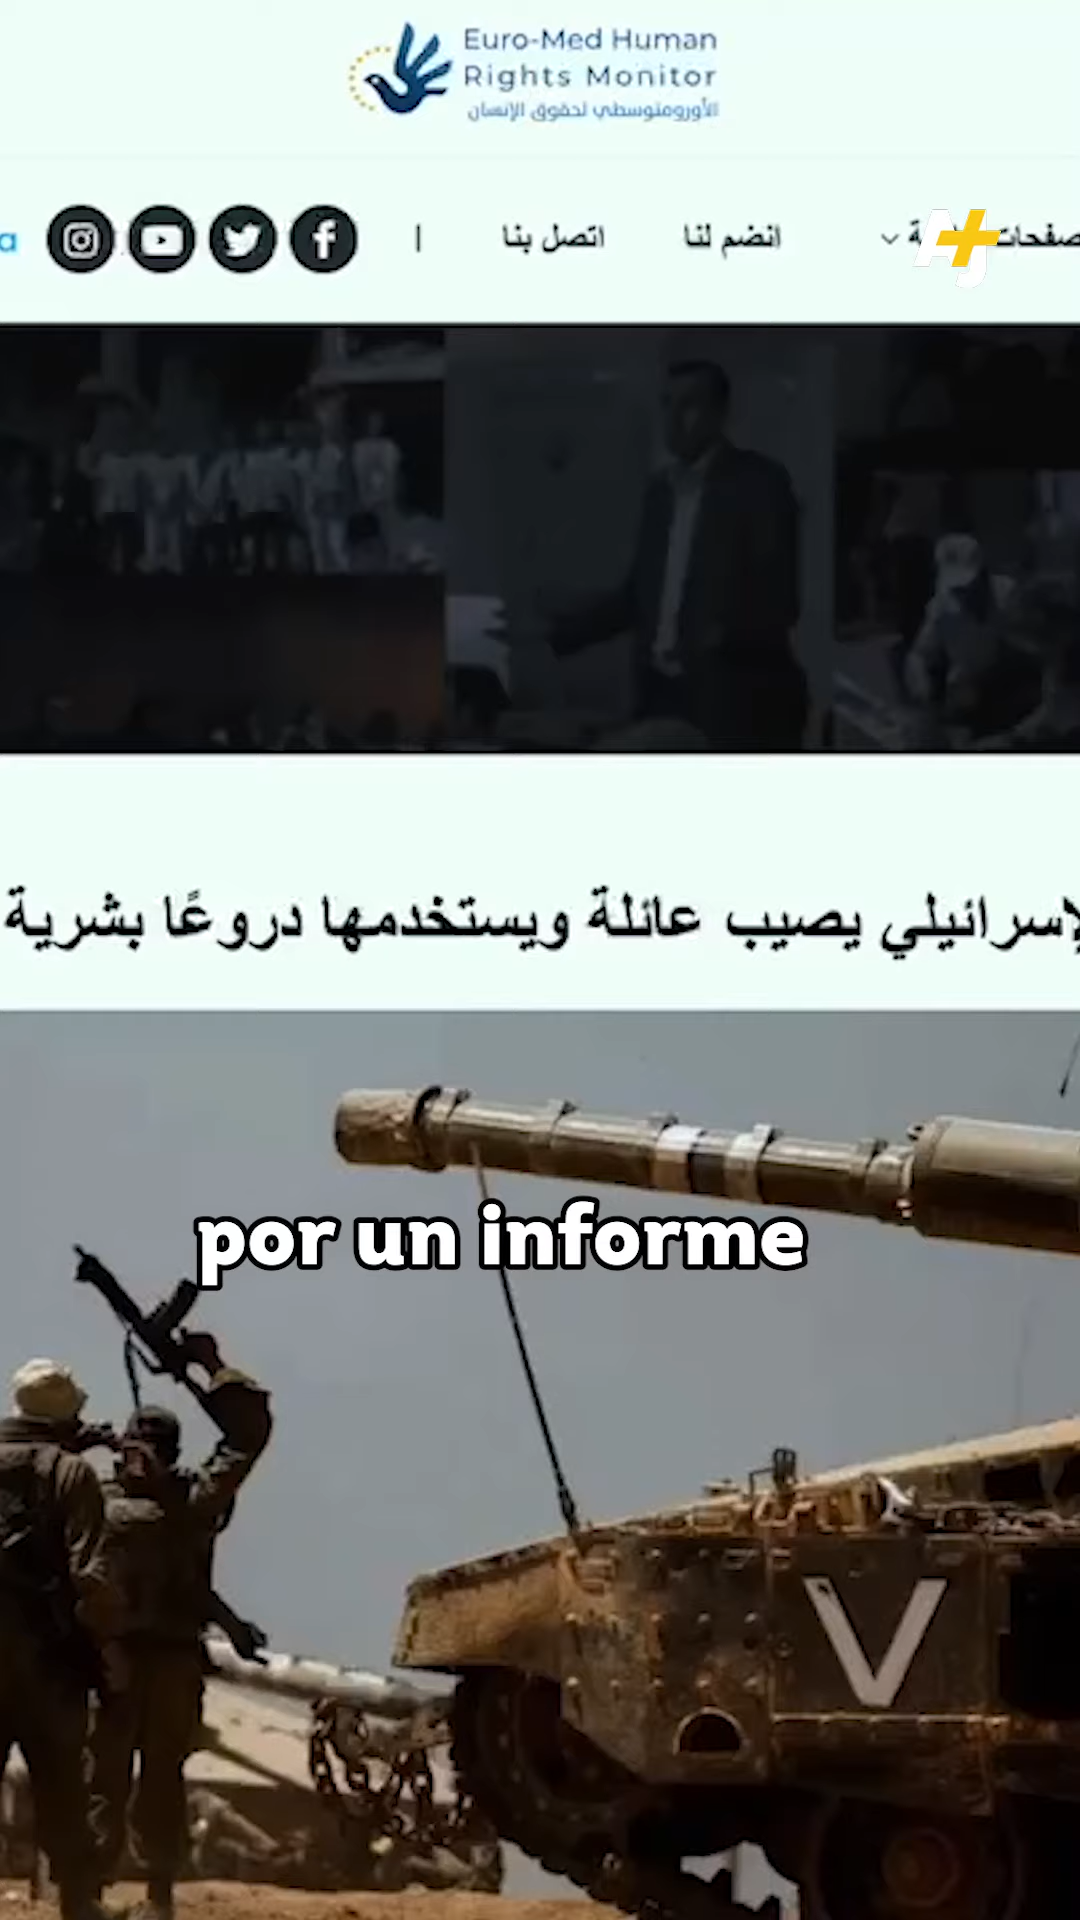 Euro-Med Human
Rights Monitor
الأورومتوسطي لحقوق الإنسان
انضم لنا
اتصل بنا
|
لإسرائيلي يصيب عائلة ويستخدمها دروعًا بشرية
por un informe
V